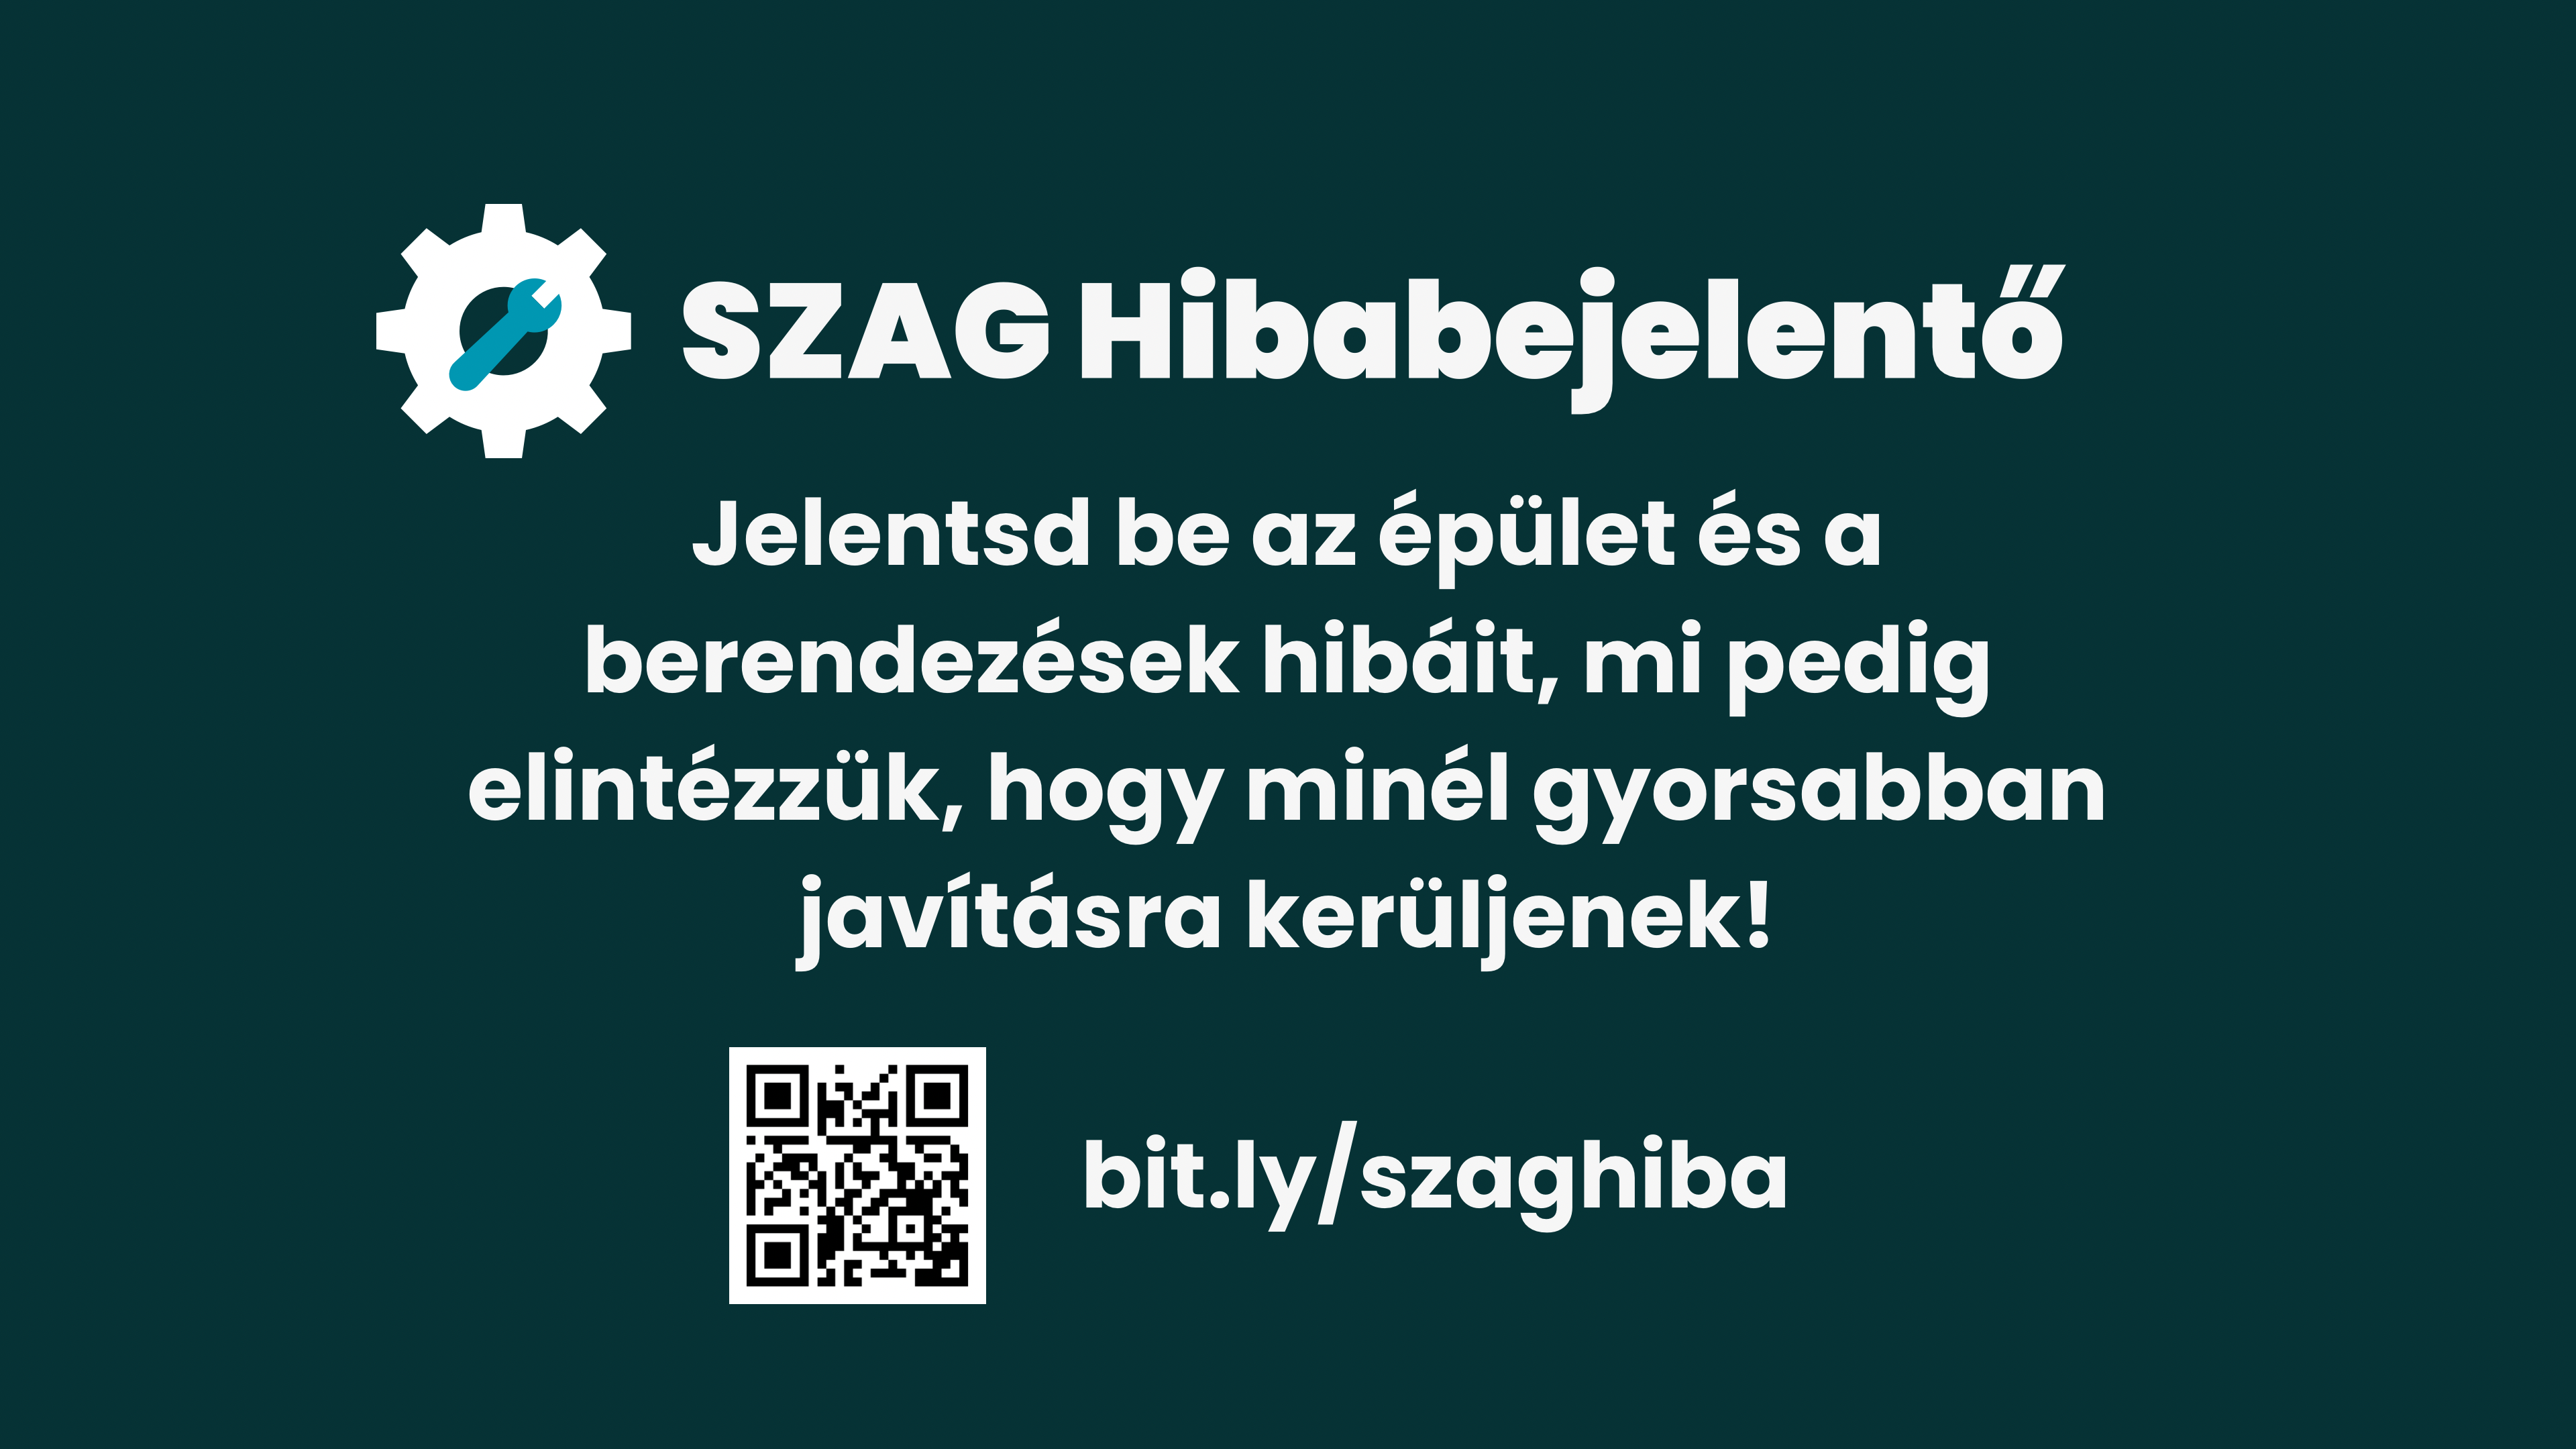 SZAG Hibabejelentő
Jelentsd be az épület és a
berendezések hibáit, mi pedig
elintézzük, hogy minél gyorsabban
javításra kerüljenek!
bit.ly/szaghiba